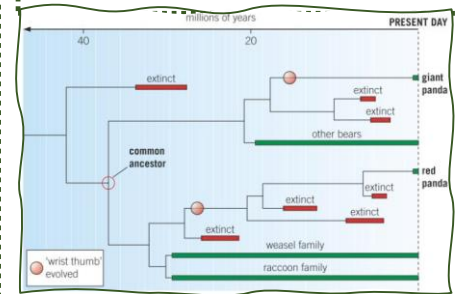 millions of years
PRESENT DAY
40
20
extinct
giant
panda
extinct
extinct
other bears
common
ancestor
red
panda
extinct
extinct
extinct
extinct
weasel family
raccoon family
'wrist thumb'
evolved